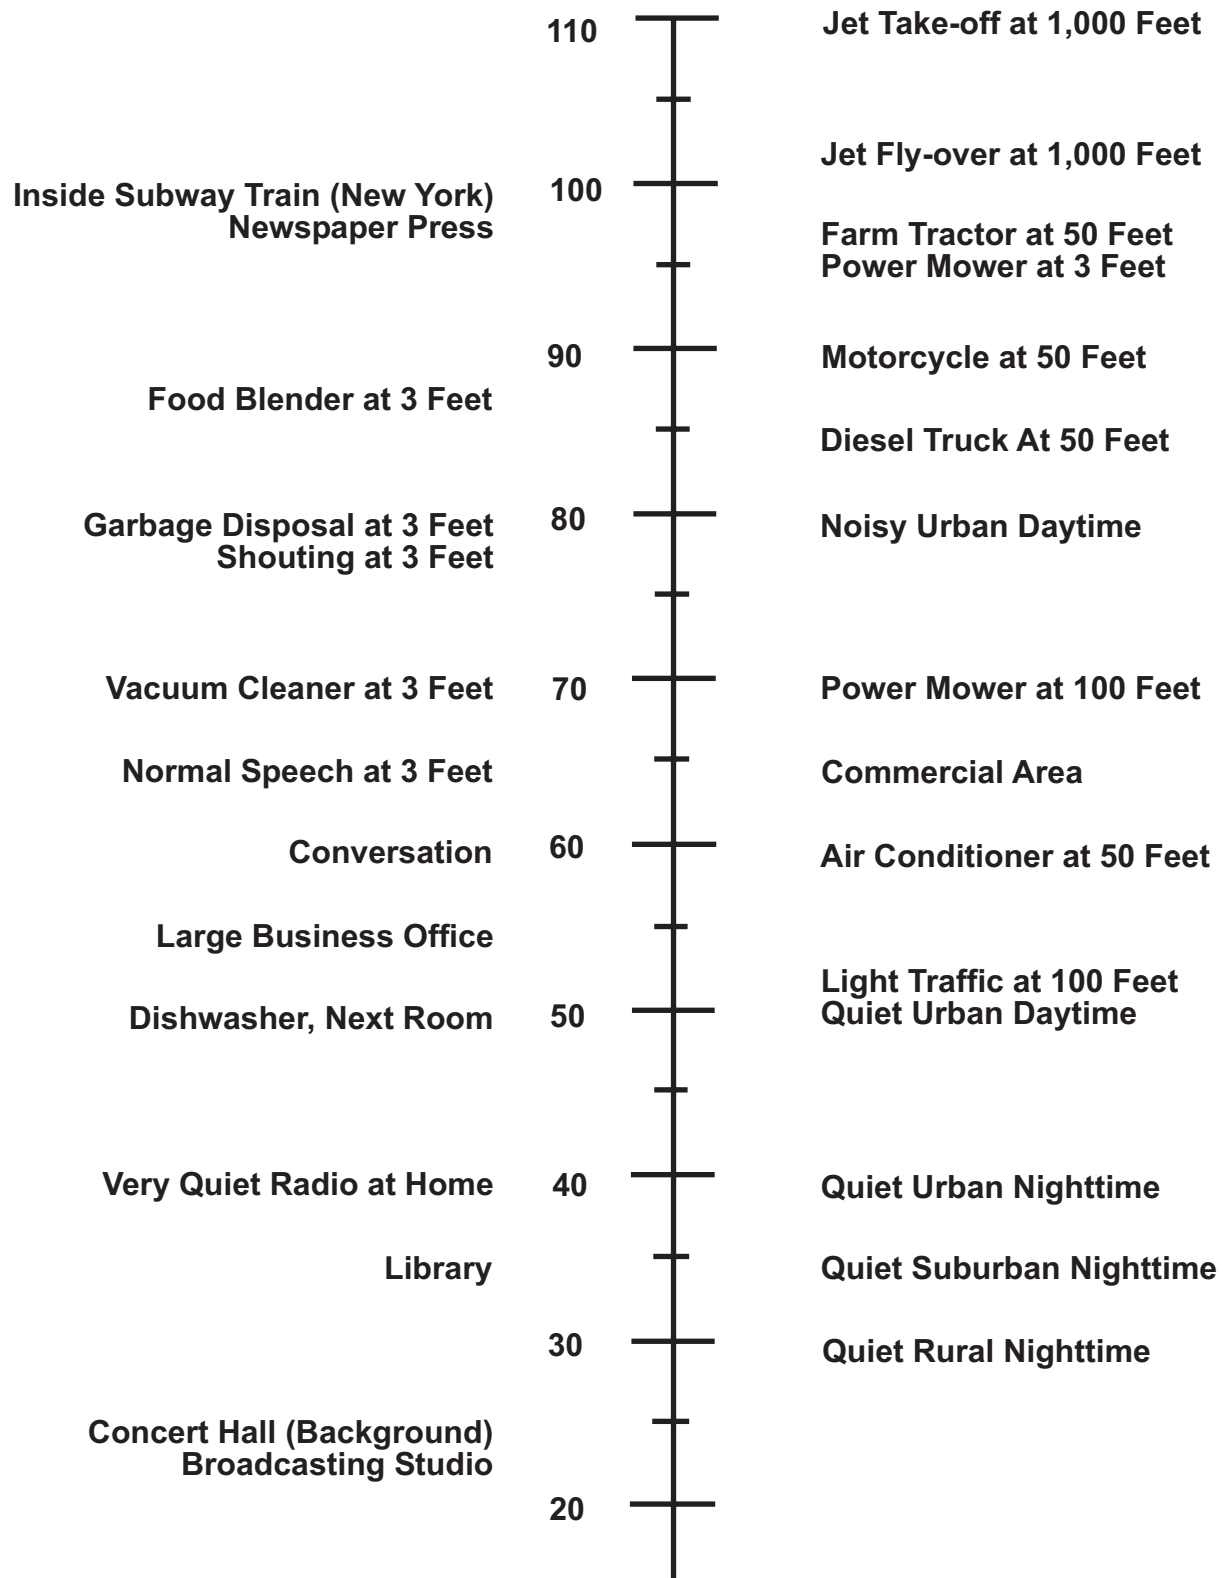 110
Jet Take-off at 1,000 Feet
Jet Fly-over at 1,000 Feet
Inside Subway Train (New York)
Newspaper Press
100
Farm Tractor at 50 Feet
Power Mower at 3 Feet
90
Motorcycle at 50 Feet
Food Blender at 3 Feet
Diesel Truck At 50 Feet
Garbage Disposal at 3 Feet
Shouting at 3 Feet
80
Noisy Urban Daytime
Vacuum Cleaner at 3 Feet
70
Power Mower at 100 Feet
Normal Speech at 3 Feet
Commercial Area
Conversation
60
Air Conditioner at 50 Feet
Large Business Office
Light Traffic at 100 Feet
Quiet Urban Daytime
Dishwasher, Next Room
50
Very Quiet Radio at Home
40
Quiet Urban Nighttime
Library
Quiet Suburban Nighttime
30
Quiet Rural Nighttime
Concert Hall (Background)
Broadcasting Studio
20